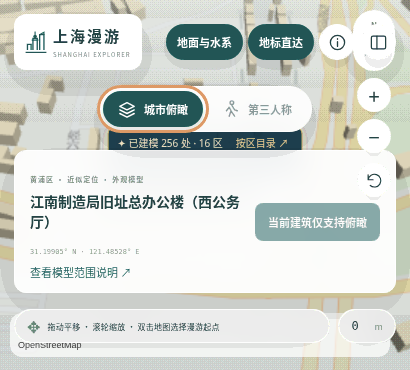 上海漫游
SHANGHAI EXPLORER
地面与水系
地标直达
城市俯瞰
第三人称
✦ 已建模 256 处 · 16 区 按区目录 ↗
黄浦区 · 近似定位 · 外观模型
江南制造局旧址总办公楼（西公务厅）
当前建筑仅支持俯瞰
31.19905° N · 121.48528° E
查看模型范围说明 ↗
拖动平移 · 滚轮缩放 · 双击地图选择漫游起点
0 m
OpenStreetMap